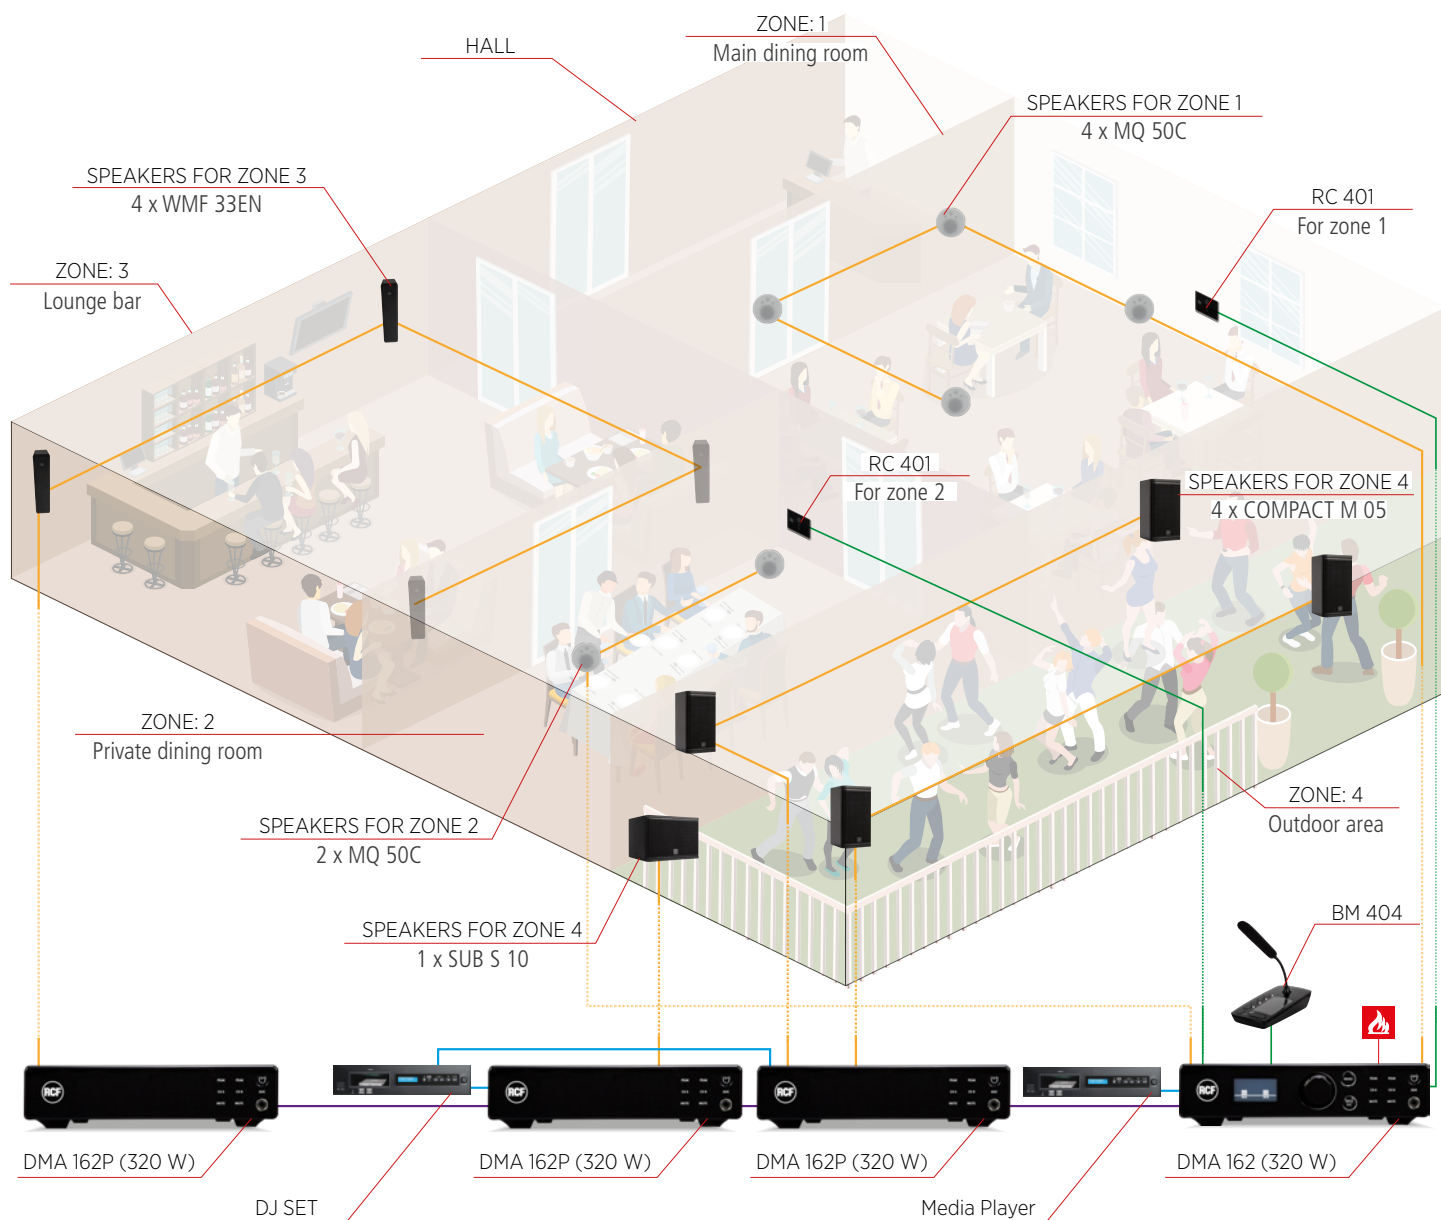 ZONE: 1
Main dining room
HALL
SPEAKERS FOR ZONE 1
4 x MQ 50C
SPEAKERS FOR ZONE 3
4 x WMF 33EN
RC 401
For zone 1
ZONE: 3
Lounge bar
RC 401
For zone 2
SPEAKERS FOR ZONE 4
4 x COMPACT M 05
ZONE: 2
Private dining room
ZONE: 4
Outdoor area
SPEAKERS FOR ZONE 2
2 x MQ 50C
SPEAKERS FOR ZONE 4
1 x SUB S 10
BM 404
RCF
RCF
RCF
RCF
DMA 162P (320 W)
DMA 162P (320 W)
DMA 162P (320 W)
DMA 162 (320 W)
DJ SET
Media Player